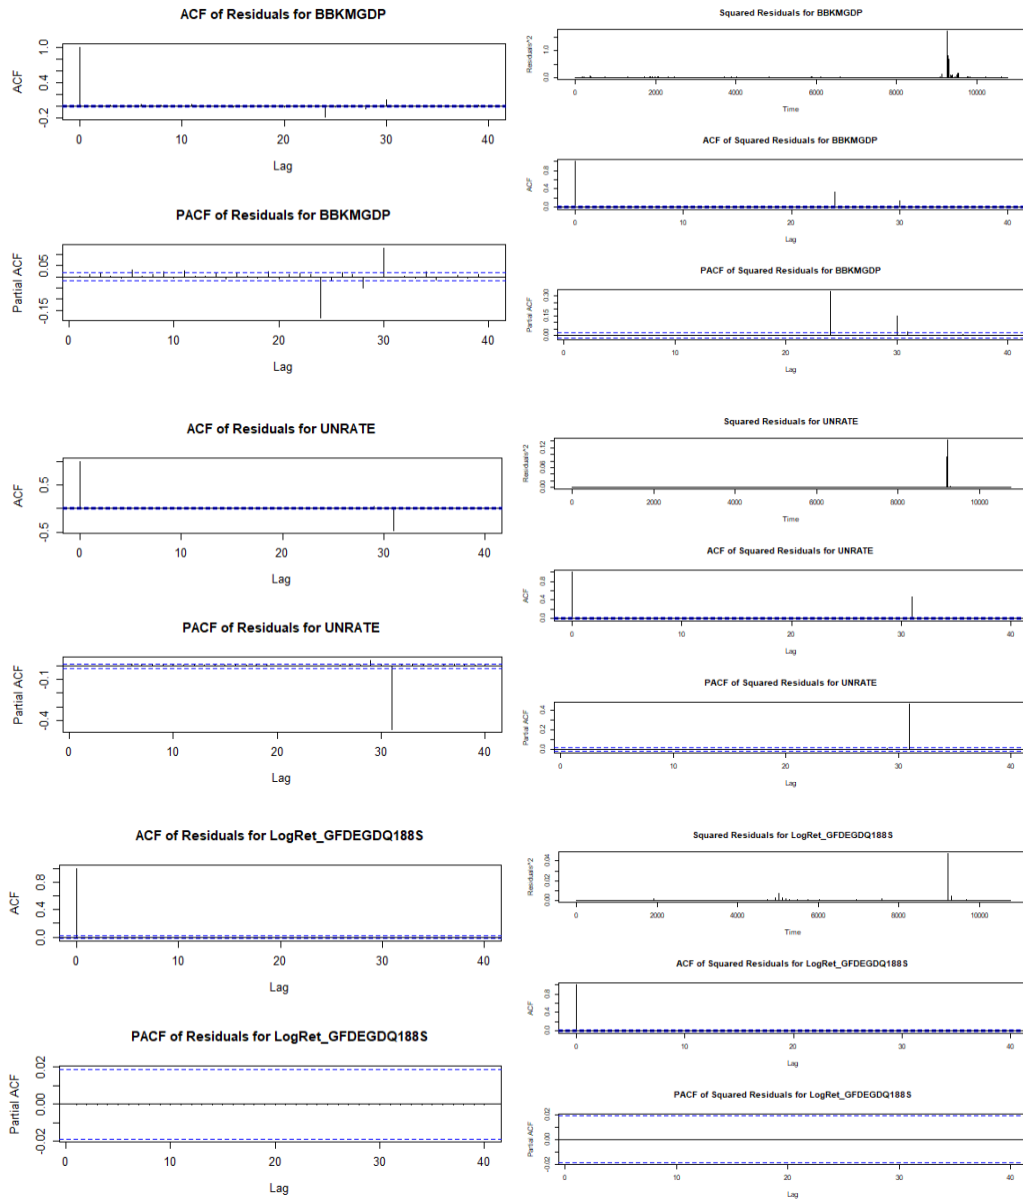 ACF of Residuals for BBKMGDP
ACF
-0.2 0.4 1.0
0 10 20 30 40
Lag
PACF of Residuals for BBKMGDP
Partial ACF
-0.15 0.05
0 10 20 30 40
Lag
Squared Residuals for BBKMGDP
Residuals^2
0.0 1.0
0 2000 4000 6000 8000 10000
Time
ACF of Squared Residuals for BBKMGDP
ACF
0.0 0.4 0.8
0 10 20 30 40
Lag
PACF of Squared Residuals for BBKMGDP
Partial ACF
0.00 0.15 0.30
0 10 20 30 40
Lag
ACF of Residuals for UNRATE
ACF
-0.5 0.5
0 10 20 30 40
Lag
PACF of Residuals for UNRATE
Partial ACF
-0.4 -0.1
0 10 20 30 40
Lag
Squared Residuals for UNRATE
Residuals^2
0.00 0.06 0.12
0 2000 4000 6000 8000 10000
Time
ACF of Squared Residuals for UNRATE
ACF
0.0 0.4 0.8
0 10 20 30 40
Lag
PACF of Squared Residuals for UNRATE
Partial ACF
0.0 0.2 0.4
0 10 20 30 40
Lag
ACF of Residuals for LogRet_GFDEGDQ188S
ACF
0.0 0.4 0.8
0 10 20 30 40
Lag
PACF of Residuals for LogRet_GFDEGDQ188S
Partial ACF
-0.02 0.00 0.02
0 10 20 30 40
Lag
Squared Residuals for LogRet_GFDEGDQ188S
Residuals^2
0.00 0.02 0.04
0 2000 4000 6000 8000 10000
Time
ACF of Squared Residuals for LogRet_GFDEGDQ188S
ACF
0.0 0.4 0.8
0 10 20 30 40
Lag
PACF of Squared Residuals for LogRet_GFDEGDQ188S
Partial ACF
-0.02 0.00 0.02
0 10 20 30 40
Lag